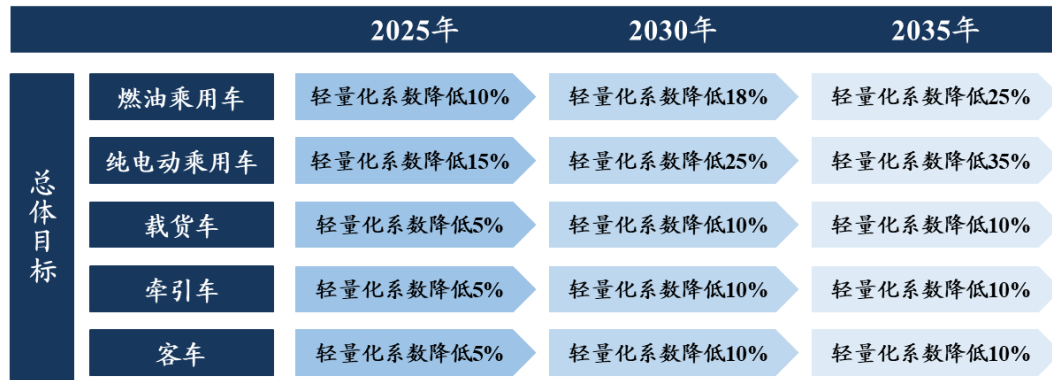 2025年 2030年 2035年
总体目标
燃油乘用车 轻量化系数降低10% 轻量化系数降低18% 轻量化系数降低25%
纯电动乘用车 轻量化系数降低15% 轻量化系数降低25% 轻量化系数降低35%
载货车 轻量化系数降低5% 轻量化系数降低10% 轻量化系数降低10%
牵引车 轻量化系数降低5% 轻量化系数降低10% 轻量化系数降低10%
客车 轻量化系数降低5% 轻量化系数降低10% 轻量化系数降低10%